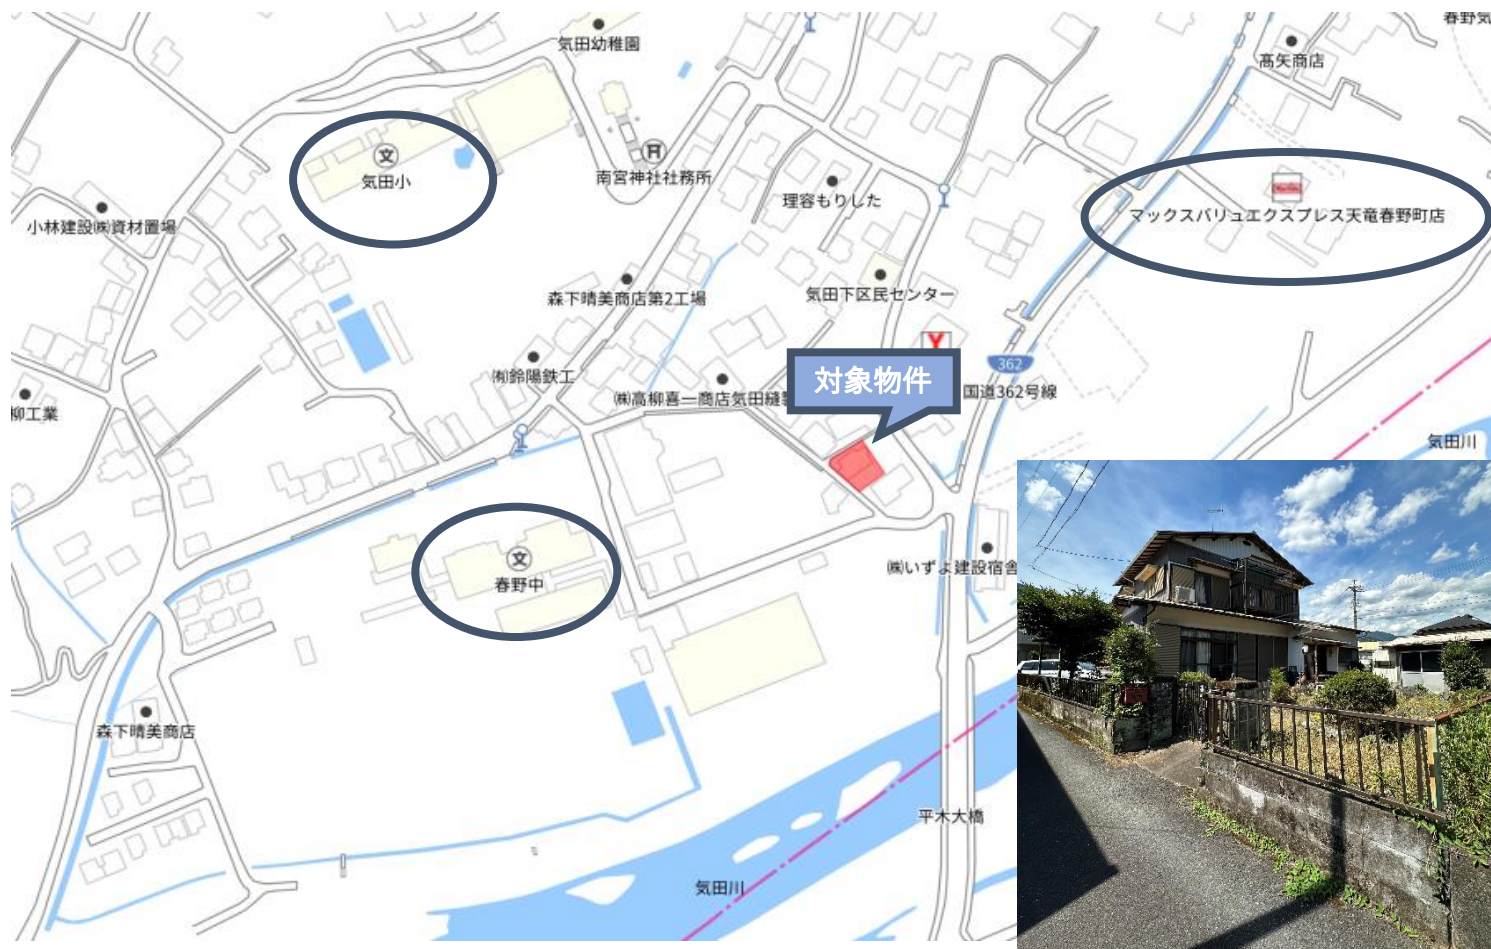 春野気
気田幼稚園
髙矢商店
気田小
南宮神社社務所
理容もりした
マックスバリュエクスプレス天竜春野町店
小林建設㈱資材置場
森下晴美商店第2工場
気田下区民センター
Y
362
対象物件
国道362号線
㈲鈴陽鉄工
㈱高柳喜一商店気田縫
柳工業
気田川
春野中
㈱いずよ建設宿舎
森下晴美商店
平木大橋
気田川